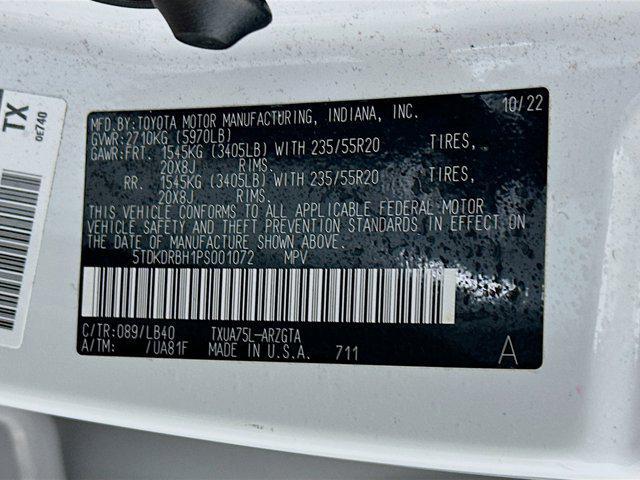 TX
0E740
MFD.BY:TOYOTA MOTOR MANUFACTURING, INDIANA, INC. 10/22
GVWR:2710KG (5970LB)
GAWR:FRT. 1545KG (3405LB) WITH 235/55R20 TIRES,
20X8J RIMS.
RR. 1545KG (3405LB) WITH 235/55R20 TIRES,
20X8J RIMS.
THIS VEHICLE CONFORMS TO ALL APPLICABLE FEDERAL MOTOR
VEHICLE SAFETY AND THEFT PREVENTION STANDARDS IN EFFECT ON
THE DATE OF MANUFACTURE SHOWN ABOVE.
5TDKDRBH1PS001072 MPV
C/TR:089/LB40 TXUA75L-ARZGTA
A/TM: /UA81F MADE IN U.S.A. 711 A